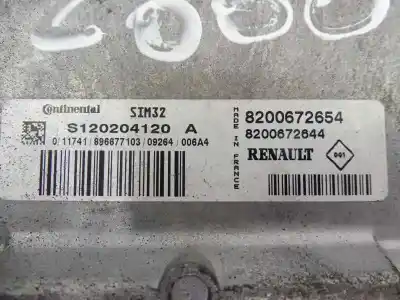 Continental SIM32
S120204120 A
0/11741/896677103/09264/006A4
MADE IN FRANCE
8200672654
8200672644
RENAULT